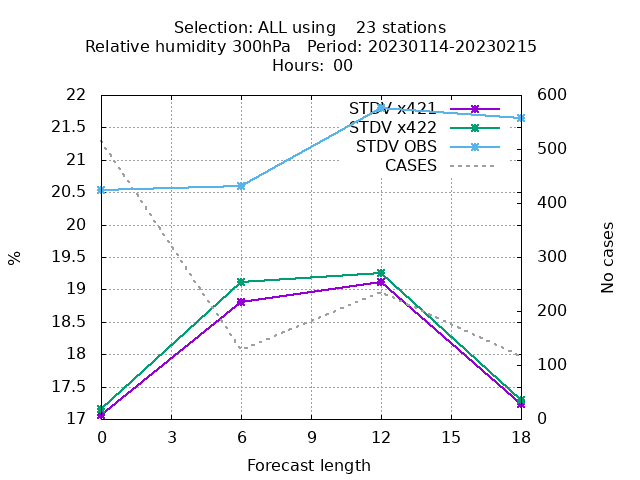 Selection: ALL using    23 stations
Relative humidity 300hPa   Period: 20230114-20230215
Hours:  00
STDV x421
STDV x422
STDV OBS
CASES
22
21.5
21
20.5
20
19.5
19
18.5
18
17.5
17
600
500
400
300
200
100
0
%
No cases
0 3 6 9 12 15 18
Forecast length